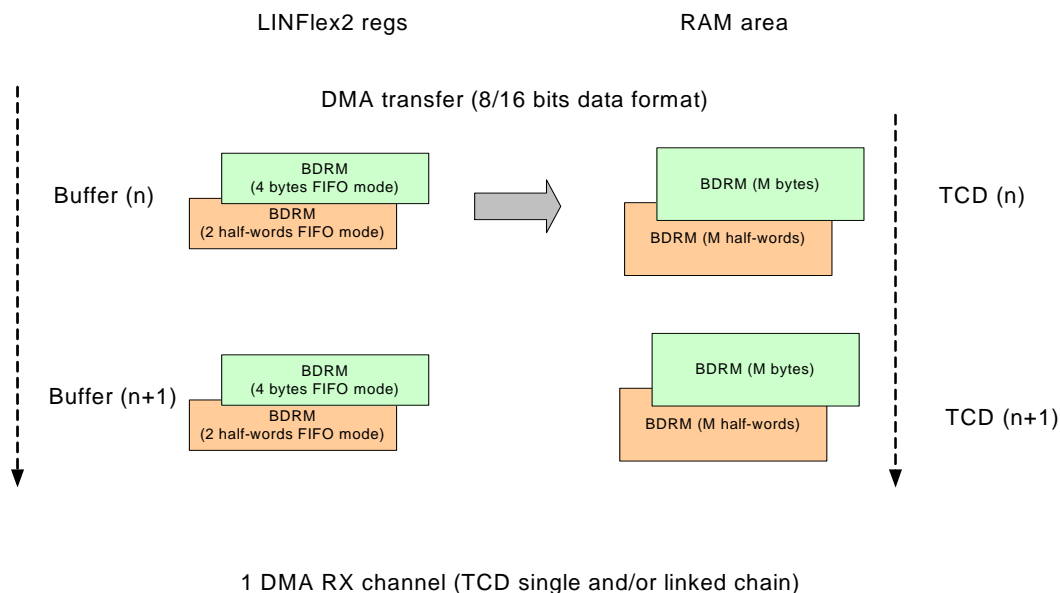 LINFlex2 regs
RAM area
DMA transfer (8/16 bits data format)
Buffer (n)
BDRM
(4 bytes FIFO mode)
BDRM
(2 half-words FIFO mode)
BDRM (M bytes)
BDRM (M half-words)
TCD (n)
Buffer (n+1)
BDRM
(4 bytes FIFO mode)
BDRM
(2 half-words FIFO mode)
BDRM (M bytes)
BDRM (M half-words)
TCD (n+1)
1 DMA RX channel (TCD single and/or linked chain)